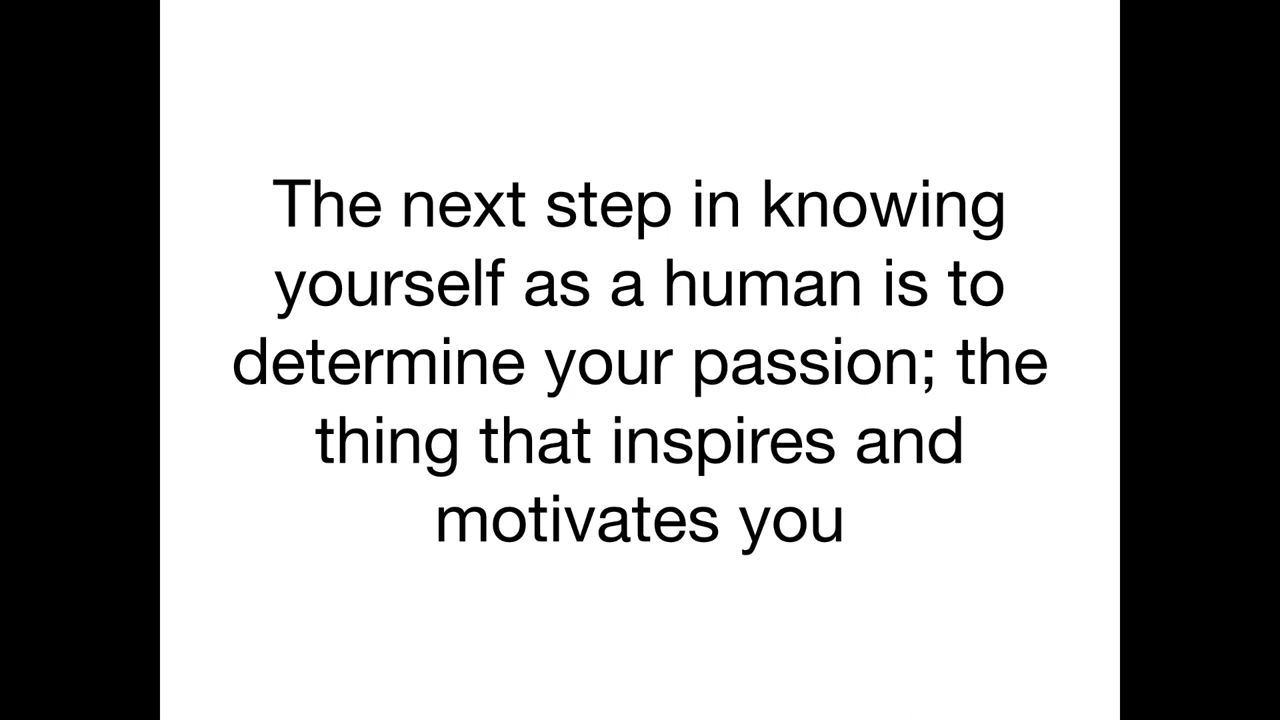 The next step in knowing
yourself as a human is to
determine your passion; the
thing that inspires and
motivates you